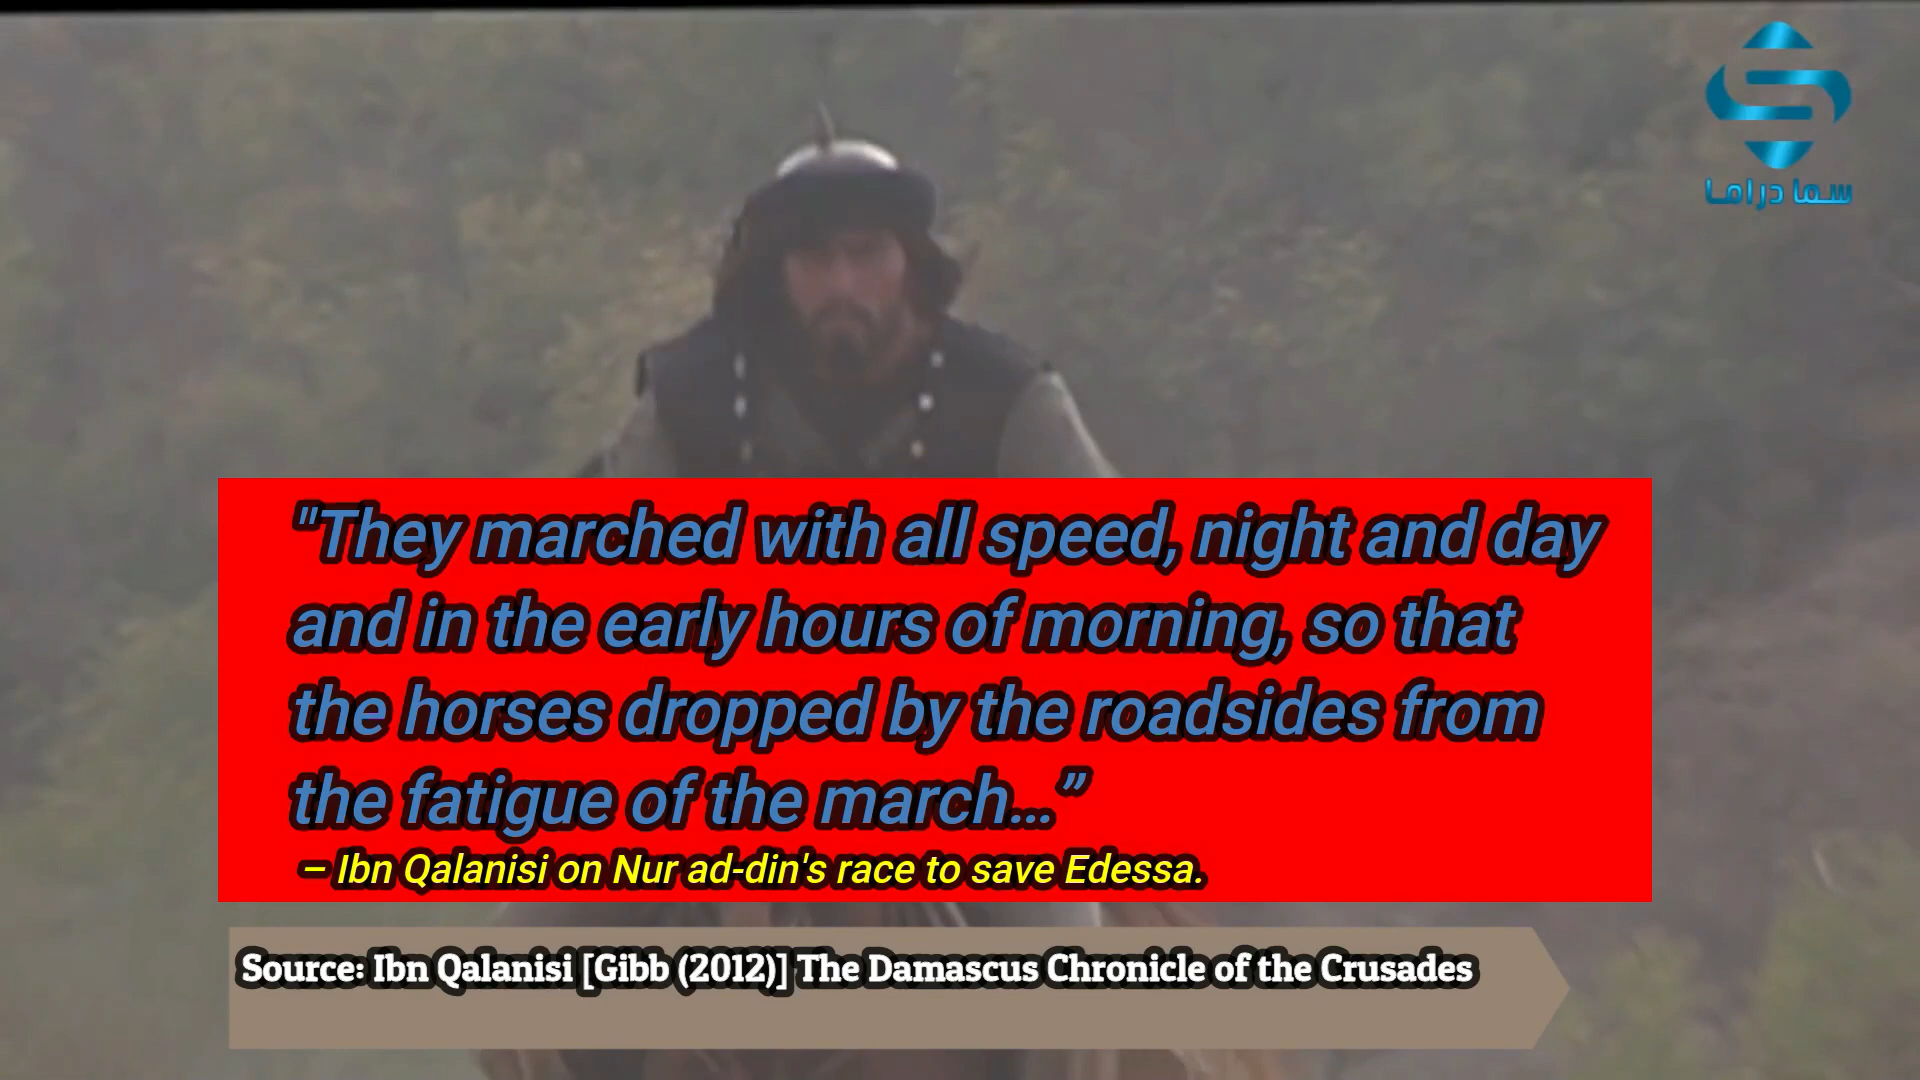 سما دراما
"They marched with all speed, night and day
and in the early hours of morning, so that
the horses dropped by the roadsides from
the fatigue of the march...”
– Ibn Qalanisi on Nur ad-din's race to save Edessa.
Source: Ibn Qalanisi [Gibb (2012)] The Damascus Chronicle of the Crusades